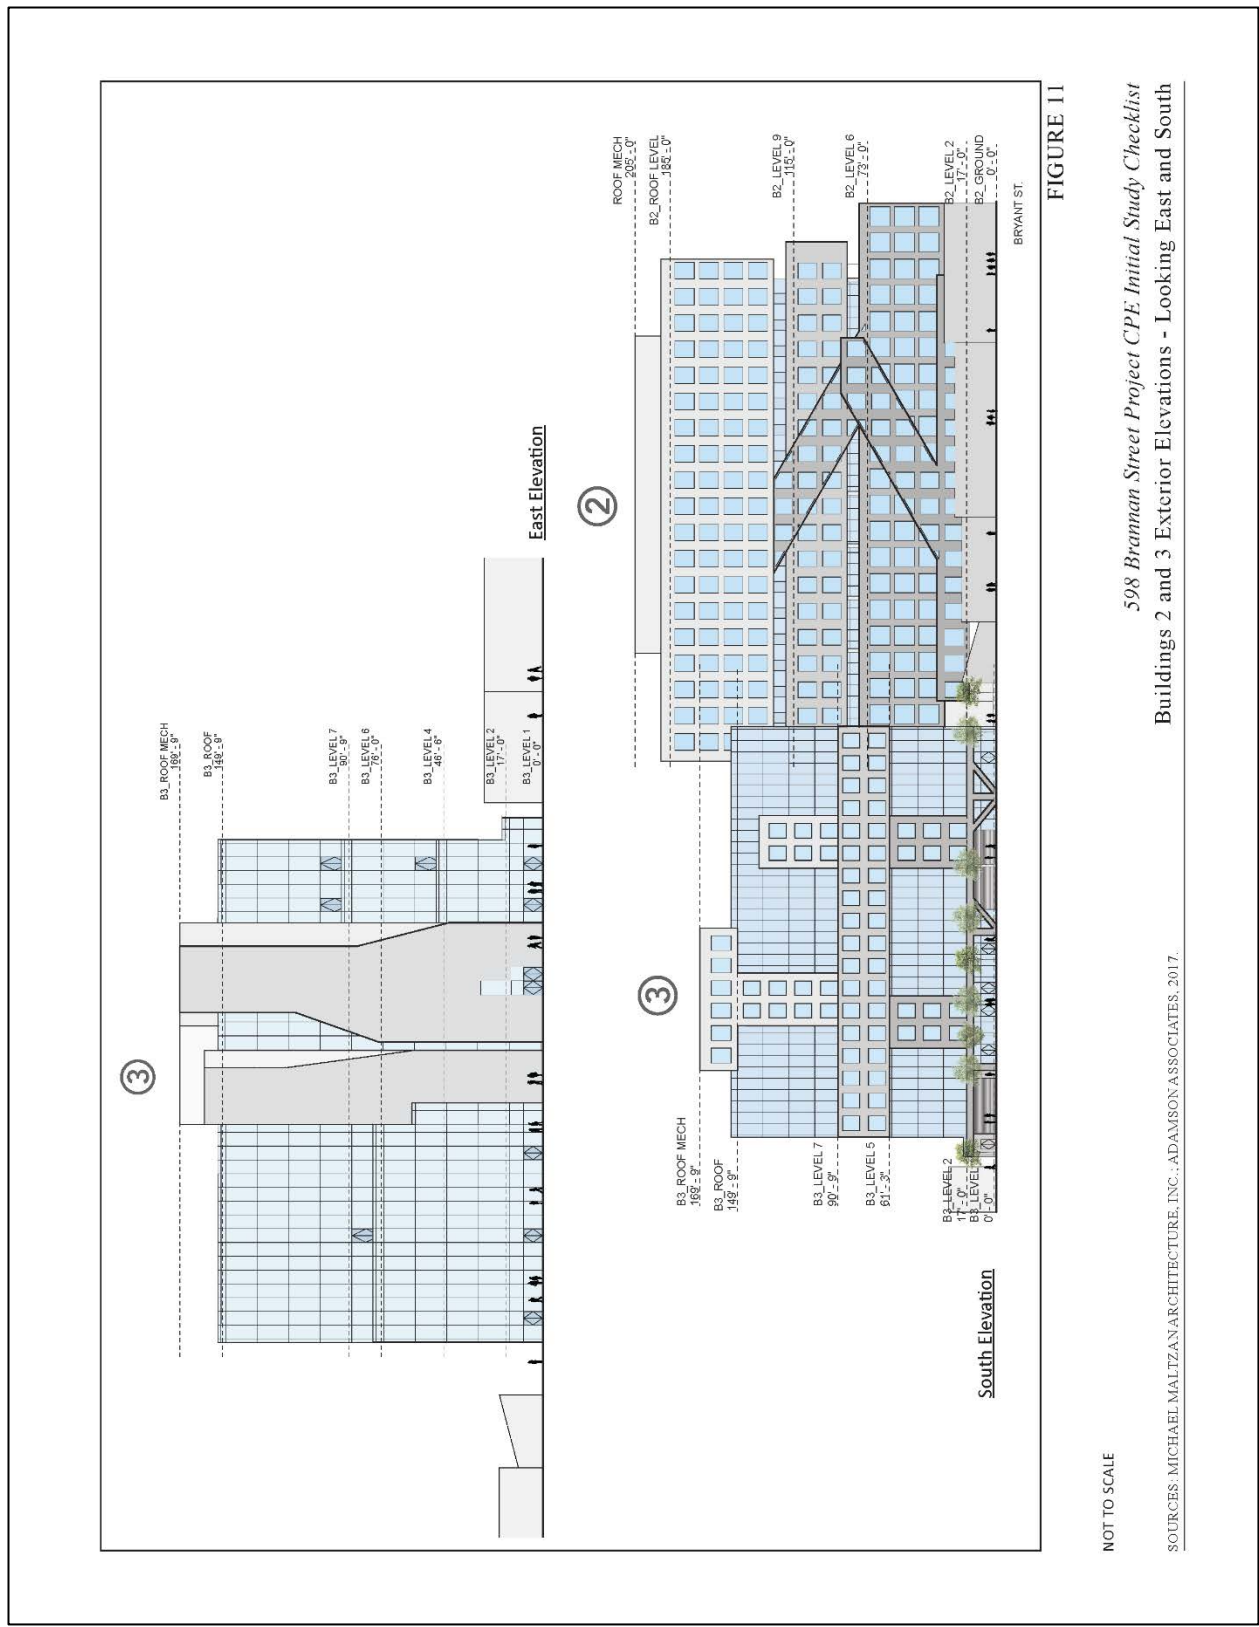 3
B3_ROOF MECH
169' - 9"
B3_ROOF
149' - 9"
B3_LEVEL 7
90' - 9"
B3_LEVEL 6
76' - 0"
B3_LEVEL 4
46' - 6"
B3_LEVEL 2
17' - 0"
B3_LEVEL 1
0' - 0"
East Elevation
2
3
ROOF MECH
205' - 0"
B2_ROOF LEVEL
185' - 0"
B2_LEVEL 9
115' - 0"
B2_LEVEL 6
73' - 0"
B2_LEVEL 2
17' - 0"
B2_GROUND
0' - 0"
BRYANT ST.
B3_ROOF MECH
169' - 9"
B3_ROOF
149' - 9"
B3_LEVEL 7
90' - 9"
B3_LEVEL 5
61' - 3"
B3_LEVEL 2
17' - 0"
B3_LEVEL
0' - 0"
South Elevation
FIGURE 11
NOT TO SCALE
598 Brannan Street Project CPE Initial Study Checklist
Buildings 2 and 3 Exterior Elevations - Looking East and South
SOURCES: MICHAEL MALTZAN ARCHITECTURE, INC.; ADAMSON ASSOCIATES, 2017.